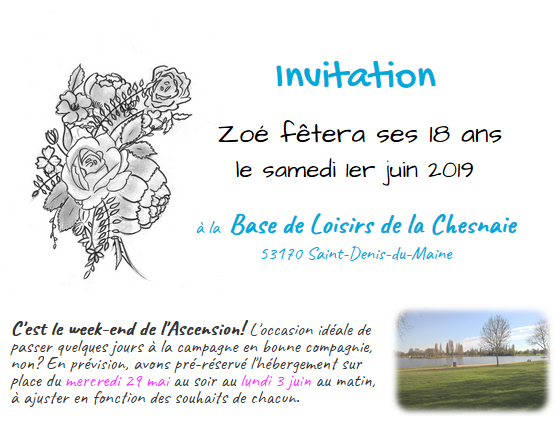 Invitation
Zoé fêtera ses 18 ans
le samedi 1er juin 2019
à la Base de Loisirs de la Chesnaie
53170 Saint-Denis-du-Maine
C'est le week-end de l'Ascension! L'occasion idéale de
passer quelques jours à la campagne en bonne compagnie,
non? En prévision, avons pré-réservé l'hébergement sur
place du mercredi 29 mai au soir au lundi 3 juin au matin,
à ajuster en fonction des souhaits de chacun.